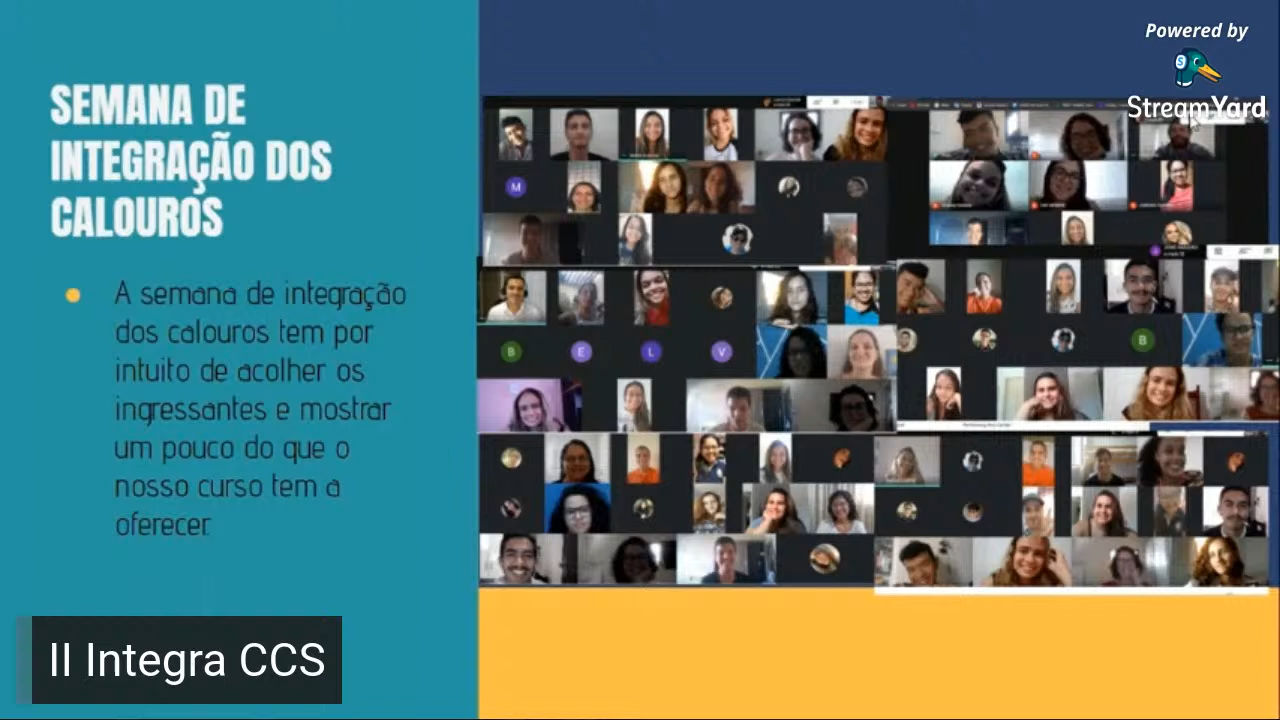 SEMANA DE
INTEGRAÇÃO DOS
CALOUROS
A semana de integração
dos calouros tem por
intuito de acolher os
ingressantes e mostrar
um pouco do que o
nosso curso tem a
oferecer.
II Integra CCS
Powered by
S
StreamYard
M
B
E
L
V
B